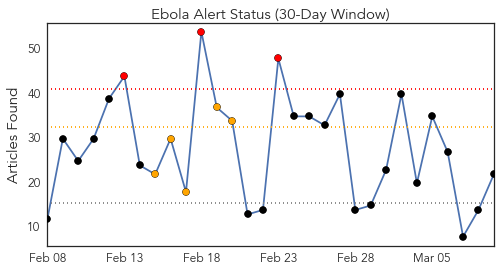 Ebola Alert Status (30-Day Window)
Articles Found
50
40
30
20
10
Feb 08 Feb 13 Feb 18 Feb 23 Feb 28 Mar 05